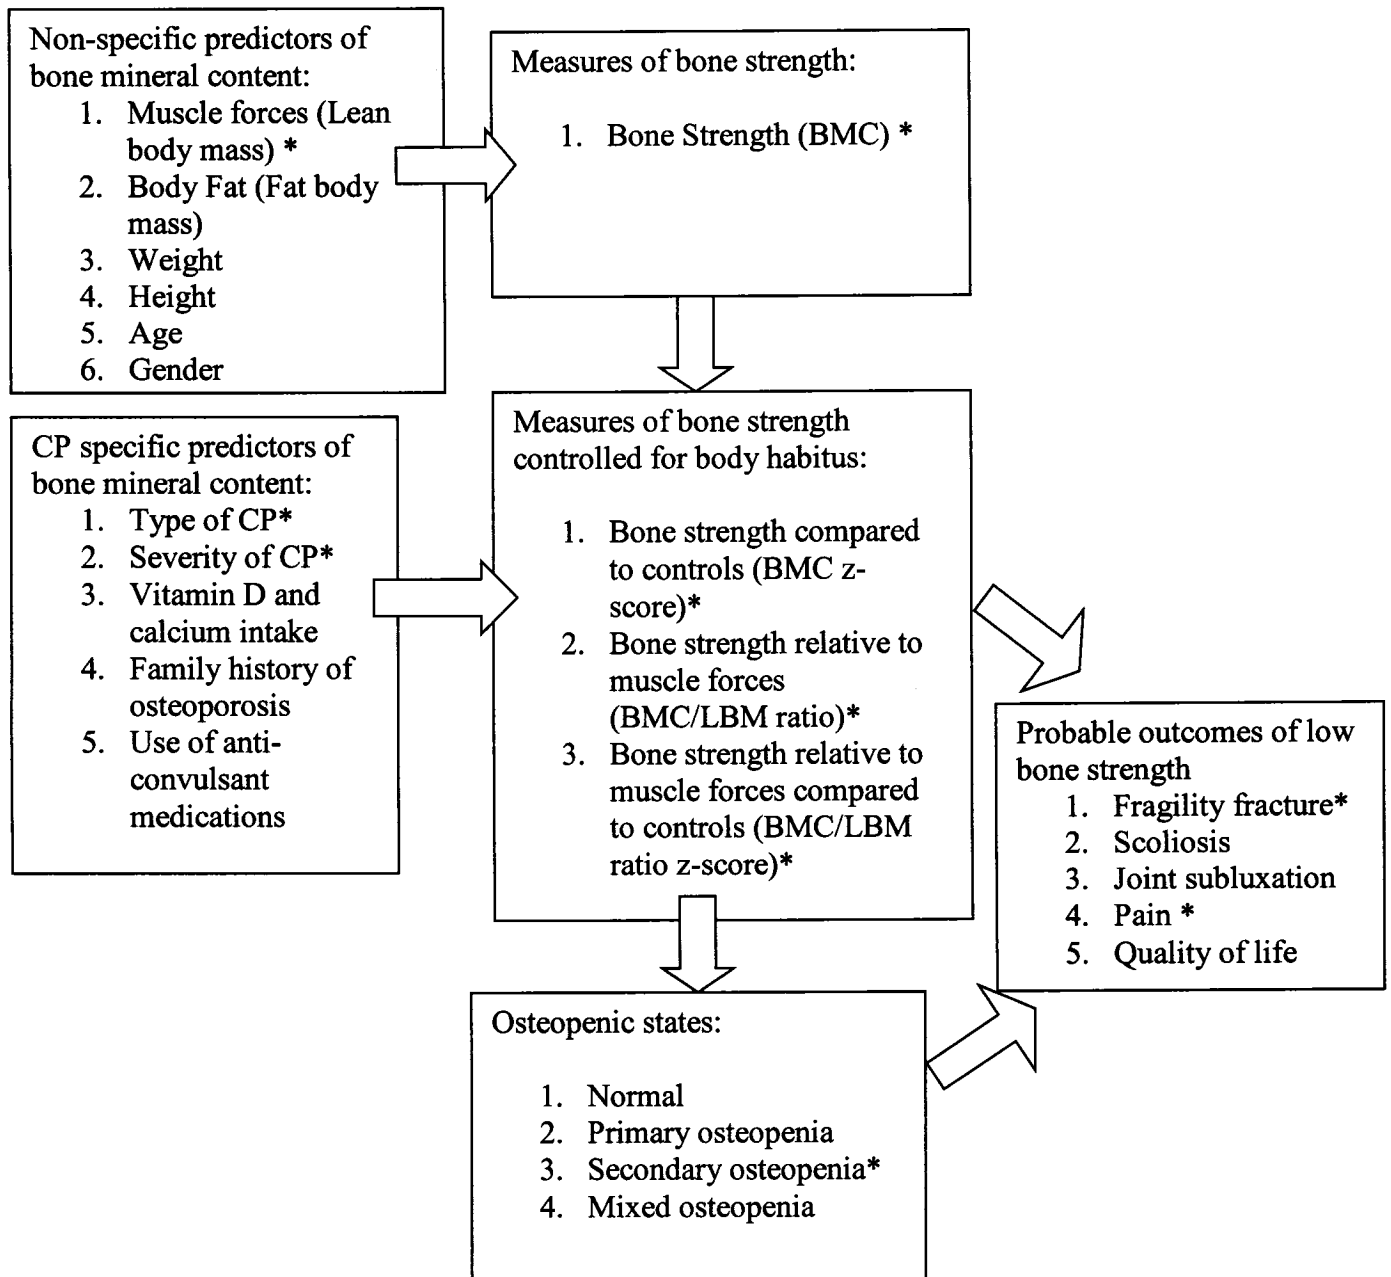 Non-specific predictors of
bone mineral content:
1. Muscle forces (Lean
body mass) *
2. Body Fat (Fat body
mass)
3. Weight
4. Height
5. Age
6. Gender
Measures of bone strength:
1. Bone Strength (BMC) *
CP specific predictors of
bone mineral content:
1. Type of CP*
2. Severity of CP*
3. Vitamin D and
calcium intake
4. Family history of
osteoporosis
5. Use of anti-
convulsant
medications
Measures of bone strength
controlled for body habitus:
1. Bone strength compared
to controls (BMC z-
score)*
2. Bone strength relative to
muscle forces
(BMC/LBM ratio)*
3. Bone strength relative to
muscle forces compared
to controls (BMC/LBM
ratio z-score)*
Probable outcomes of low
bone strength
1. Fragility fracture*
2. Scoliosis
3. Joint subluxation
4. Pain *
5. Quality of life
Osteopenic states:
1. Normal
2. Primary osteopenia
3. Secondary osteopenia*
4. Mixed osteopenia